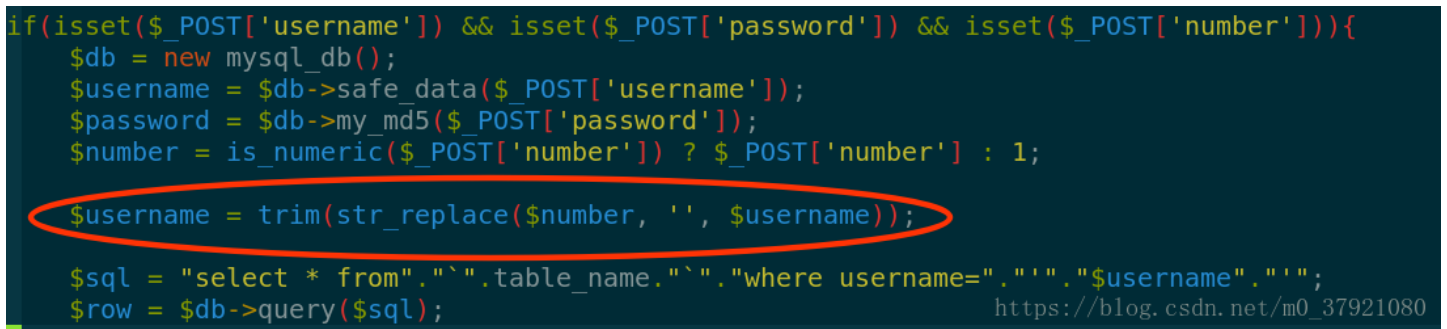 if(isset($_POST['username']) && isset($_POST['password']) && isset($_POST['number'])){
$db = new mysql_db();
$username = $db->safe_data($_POST['username']);
$password = $db->my_md5($_POST['password']);
$number = is_numeric($_POST['number']) ? $_POST['number'] : 1;
$username = trim(str_replace($number, '', $username));
$sql = "select * from"."`".table_name."`"."where username="."'"."$username"."'";
$row = $db->query($sql);
https://blog.csdn.net/m0_37921080